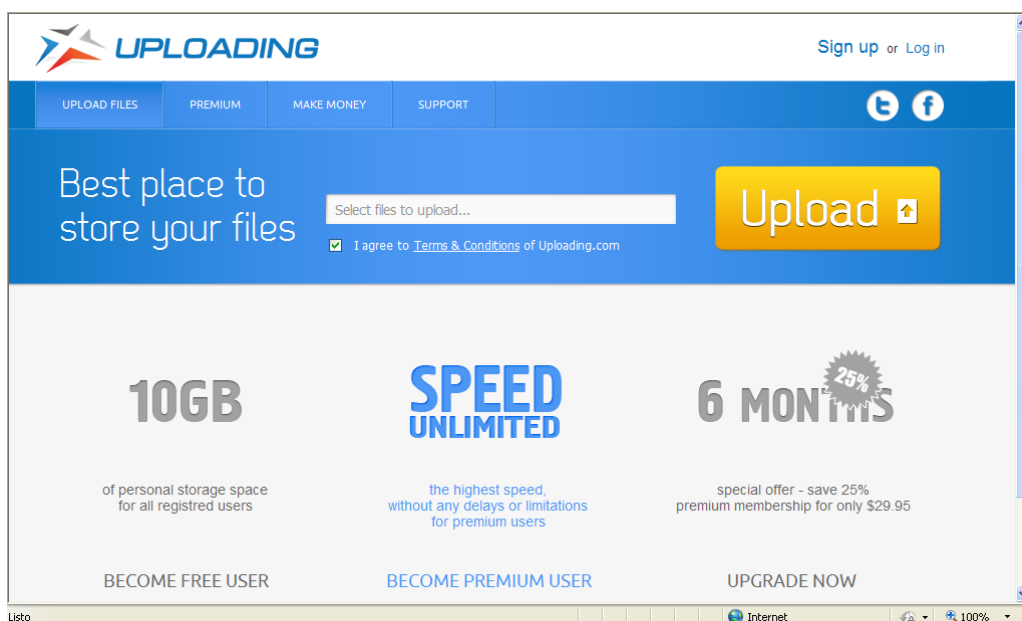 UPLOADING
Sign up or Log in
UPLOAD FILES PREMIUM MAKE MONEY SUPPORT
Best place to
store your files
Select files to upload...
I agree to Terms & Conditions of Uploading.com
Upload
10GB
of personal storage space
for all registred users
BECOME FREE USER
SPEED
UNLIMITED
the highest speed,
without any delays or limitations
for premium users
BECOME PREMIUM USER
6 MONTHS
25%
special offer - save 25%
premium membership for only $29.95
UPGRADE NOW
Listo
Internet
100%